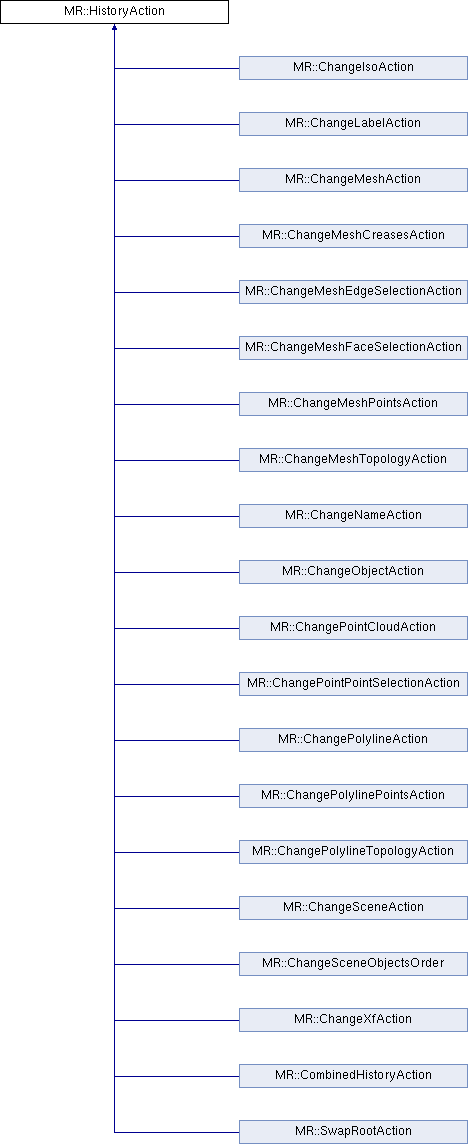 MR::HistoryAction
MR::ChangeIsoAction
MR::ChangeLabelAction
MR::ChangeMeshAction
MR::ChangeMeshCreasesAction
MR::ChangeMeshEdgeSelectionAction
MR::ChangeMeshFaceSelectionAction
MR::ChangeMeshPointsAction
MR::ChangeMeshTopologyAction
MR::ChangeNameAction
MR::ChangeObjectAction
MR::ChangePointCloudAction
MR::ChangePointPointSelectionAction
MR::ChangePolylineAction
MR::ChangePolylinePointsAction
MR::ChangePolylineTopologyAction
MR::ChangeSceneAction
MR::ChangeSceneObjectsOrder
MR::ChangeXfAction
MR::CombinedHistoryAction
MR::SwapRootAction